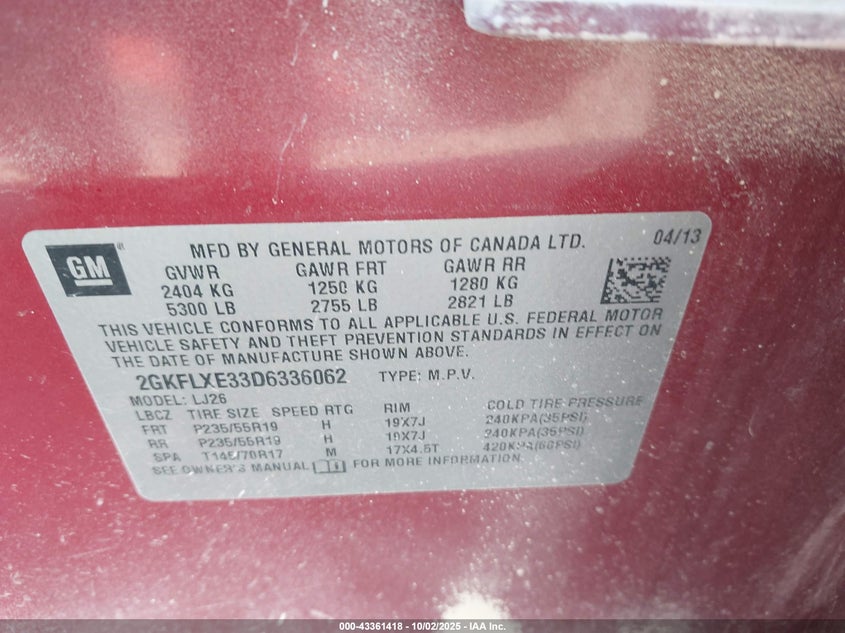 GM
MFD BY GENERAL MOTORS OF CANADA LTD.
04/13
GVWR GAWR FRT GAWR RR
2404 KG 1250 KG 1280 KG
5300 LB 2755 LB 2821 LB
THIS VEHICLE CONFORMS TO ALL APPLICABLE U.S. FEDERAL MOTOR
VEHICLE SAFETY AND THEFT PREVENTION STANDARDS IN EFFECT ON
THE DATE OF MANUFACTURE SHOWN ABOVE.
2GKFLXE33D6336062 TYPE: M.P.V.
MODEL: LJ26
LBCZ TIRE SIZE SPEED RTG RIM COLD TIRE PRESSURE
FRT P235/55R19 H 19X7J 240KPA(35PSI)
RR P235/55R19 H 19X7J 240KPA(35PSI)
SPA T145/70R17 M 17X4.5T 420KPA(60PSI)
SEE OWNER'S MANUAL FOR MORE INFORMATION.
000-43361418 | 10/02/2025 - IAA Inc.